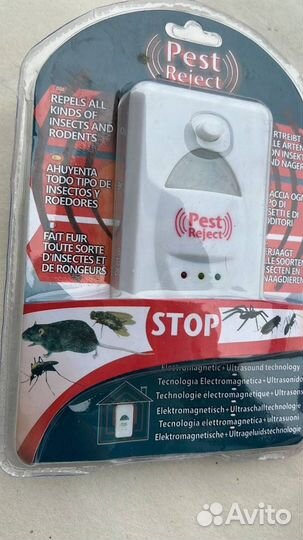 Pest
Reject
REPELS ALL
KINDS OF
INSECTS AND
RODENTS
AHUYENTA
TODO TIPO DE
INSECTOS Y
ROEDORES
FAIT FUIR
TOUTE SORTE
D'INSECTES ET
DE RONGEURS
Pest
Reject
STOP
Electromagnetic + Ultrasound technology
Tecnología Electromagnética + Ultrasonido
Technologie électromagnétique + Ultrasons
Elektromagnetisch + Ultraschalltechnologie
Tecnologia elettromagnetica + ultrasuoni
Elektromagnetische + Ultrageluidstechnologie
Avito